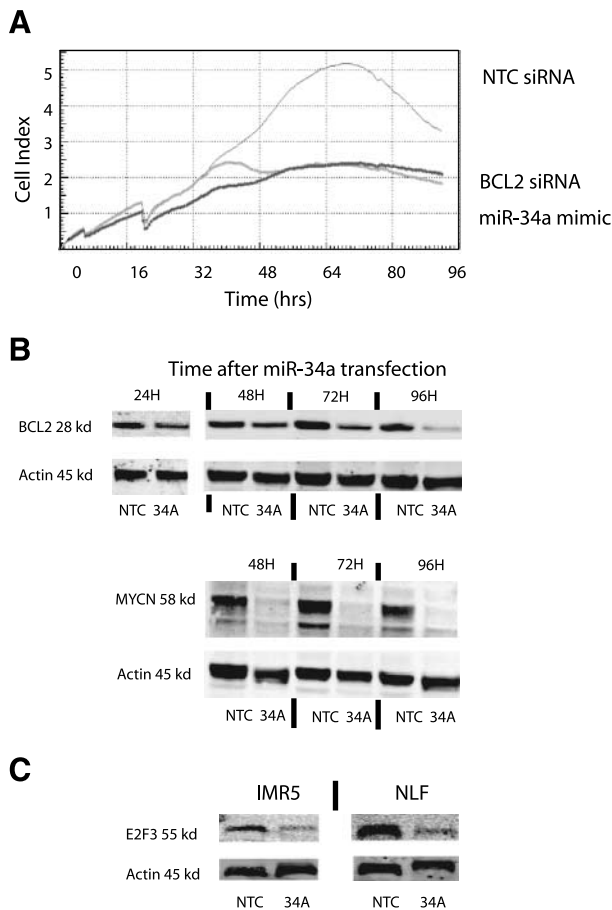 A
5
4
3
2
1
Cell Index
0 16 32 48 64 80 96
Time (hrs)
NTC siRNA
BCL2 siRNA
miR-34a mimic
B
Time after miR-34a transfection
24H 48H 72H 96H
BCL2 28 kd
Actin 45 kd
NTC 34A NTC 34A NTC 34A NTC 34A
48H 72H 96H
MYCN 58 kd
Actin 45 kd
NTC 34A NTC 34A NTC 34A
C
IMR5 NLF
E2F3 55 kd
Actin 45 kd
NTC 34A NTC 34A